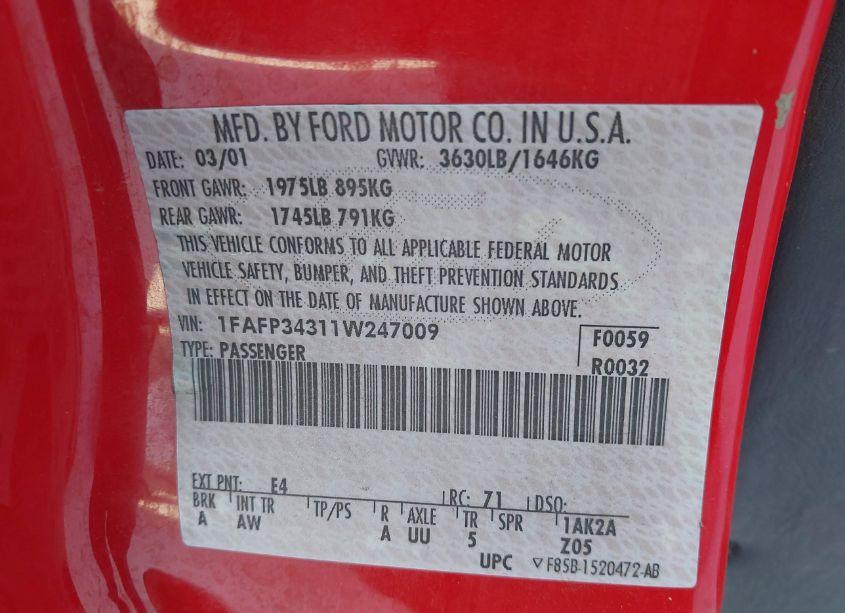 MFD. BY FORD MOTOR CO. IN U.S.A.
DATE: 03/01 GVWR: 3630LB/1646KG
FRONT GAWR: 1975LB 895KG
REAR GAWR: 1745LB 791KG
THIS VEHICLE CONFORMS TO ALL APPLICABLE FEDERAL MOTOR
VEHICLE SAFETY, BUMPER, AND THEFT PREVENTION STANDARDS
IN EFFECT ON THE DATE OF MANUFACTURE SHOWN ABOVE.
VIN: 1FAFP34311W247009 F0059
TYPE: PASSENGER R0032
EXT PNT: E4 RC: 71 DSO:
BRK INT TR TP/PS R AXLE TR SPR 1AK2A
A AW A UU 5 Z05
UPC ▽ F85B-1520472-AB